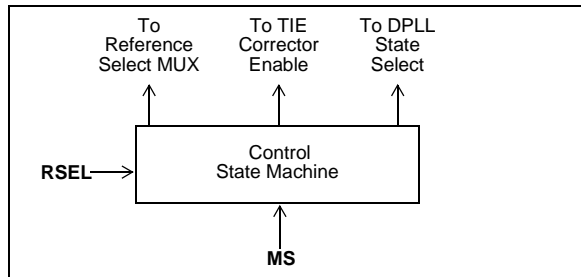 To
Reference
Select MUX
To TIE
Corrector
Enable
To DPLL
State
Select
Control
State Machine
RSEL
MS